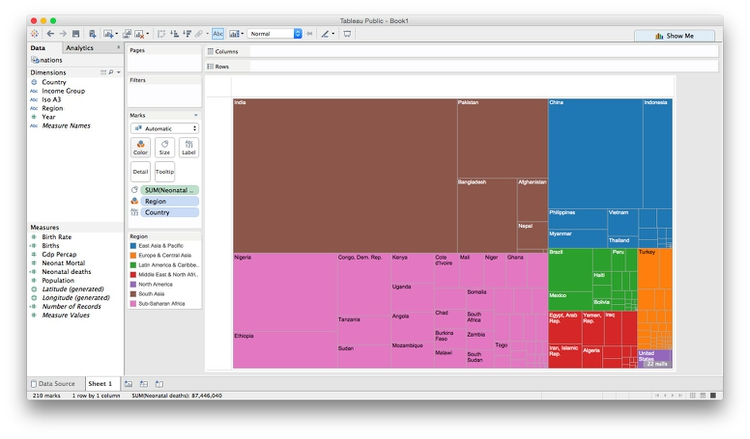 Tableau Public - Book1
Abc
Normal
Show Me
Data
Analytics
Pages
Columns
Rows
nations
Dimensions
Country
Abc Income Group
Abc Iso A3
Abc Region
Year
Abc Measure Names
Filters
Marks
Automatic
Color
Size
Label
Detail
Tooltip
SUM(Neonatal ..
Region
Country
Measures
Birth Rate
Births
Gdp Percap
Neonat Mortal
Neonatal deaths
Population
Latitude (generated)
Longitude (generated)
Number of Records
Measure Values
Region
East Asia & Pacific
Europe & Central Asia
Latin America & Caribbe..
Middle East & North Afri..
North America
South Asia
Sub-Saharan Africa
India
Pakistan
China
Indonesia
Bangladesh
Afghanistan
Nepal
Philippines
Vietnam
Myanmar
Thailand
Nigeria
Congo, Dem. Rep.
Kenya
Cote
d'Ivoire
Mali
Niger
Ghana
Brazil
Peru
Turkey
Haiti
Uganda
Somalia
Mexico
Bolivia
Tanzania
Angola
Chad
South
Africa
Egypt, Arab
Rep.
Yemen,
Rep.
Iraq
Ethiopia
Burkina
Faso
Zambia
Sudan
Mozambique
Malawi
South
Sudan
Togo
Iran, Islamic
Rep.
Algeria
United
States
22 nulls
Data Source
Sheet 1
210 marks
1 row by 1 column
SUM(Neonatal deaths): 87,446,040